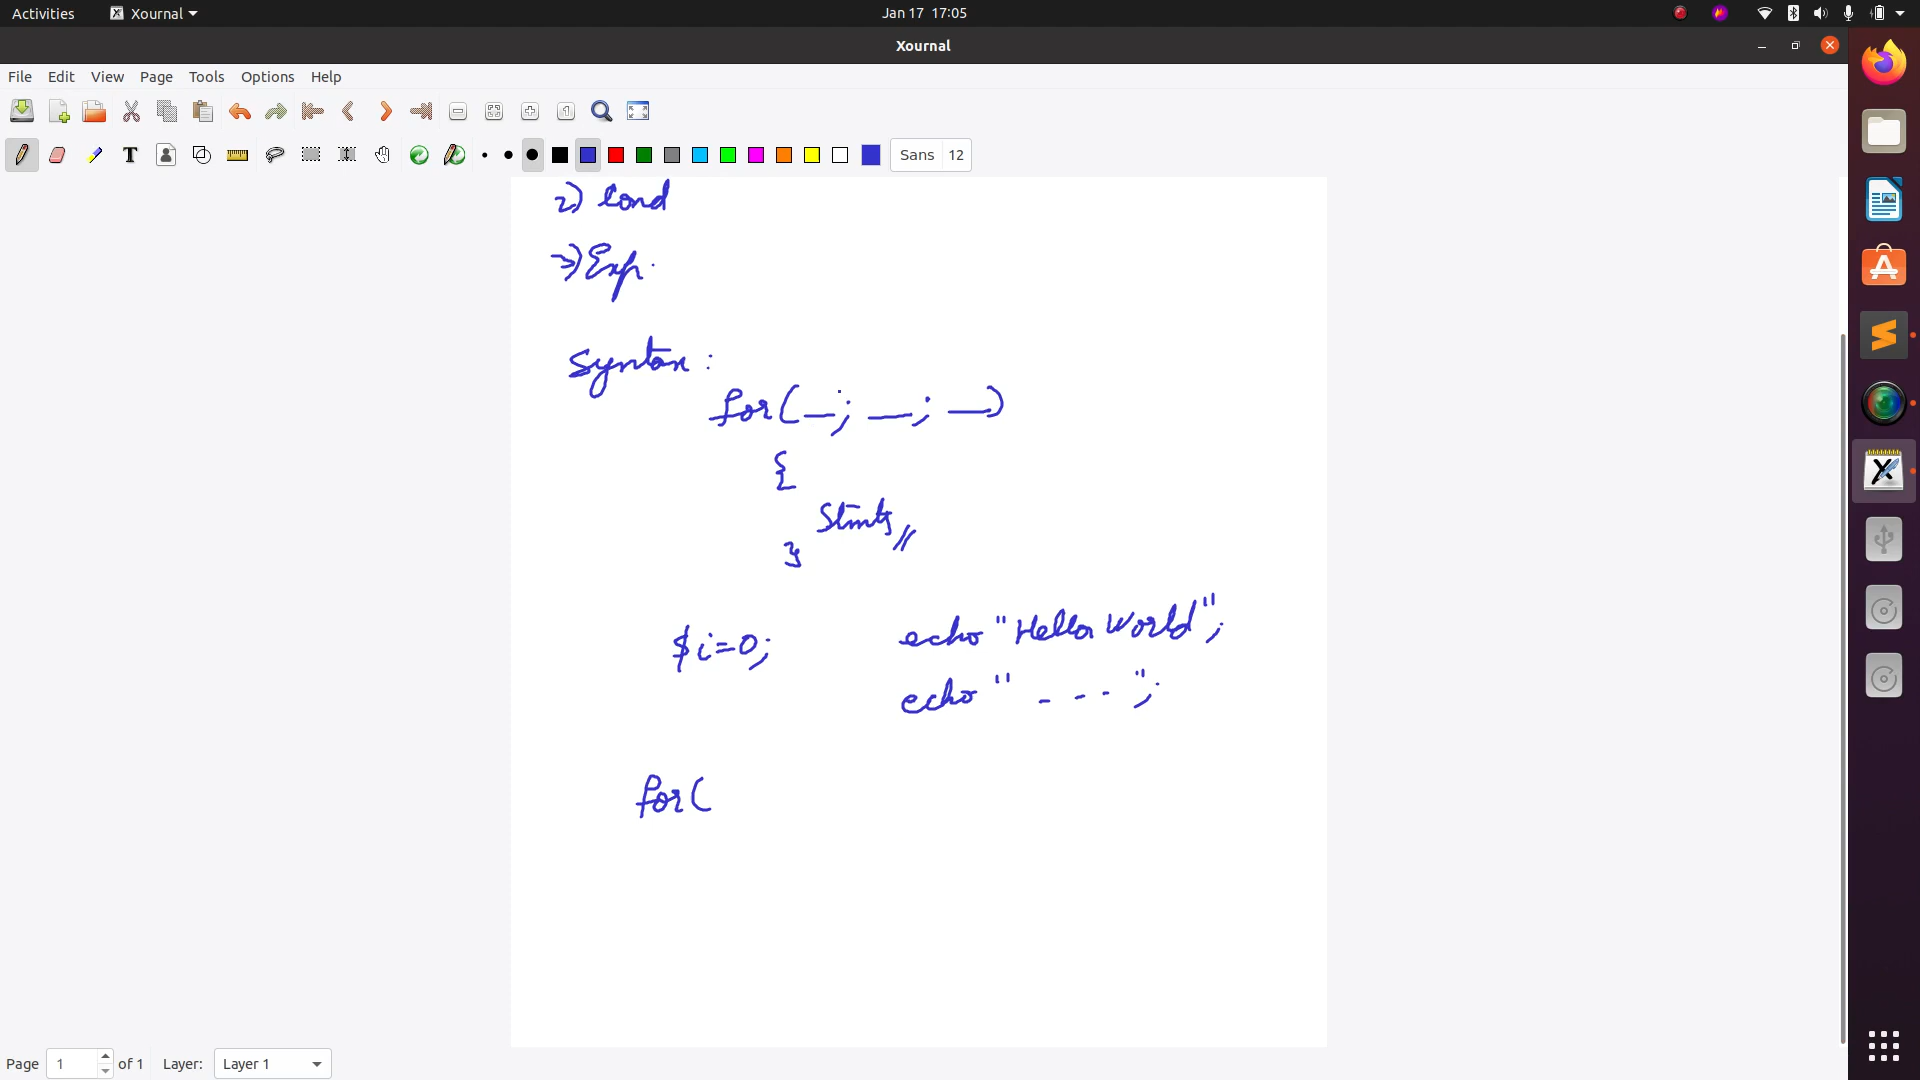 Activities Xournal Jan 17 17:05
Xournal
File Edit View Page Tools Options Help
Sans 12
2) Cond
Exp.
Syntax :
for( _; _; _)
{
Stmts //
}
$i=0; echo "Hello World";
echo " - - - ";
for(
Page 1 of 1 Layer: Layer 1